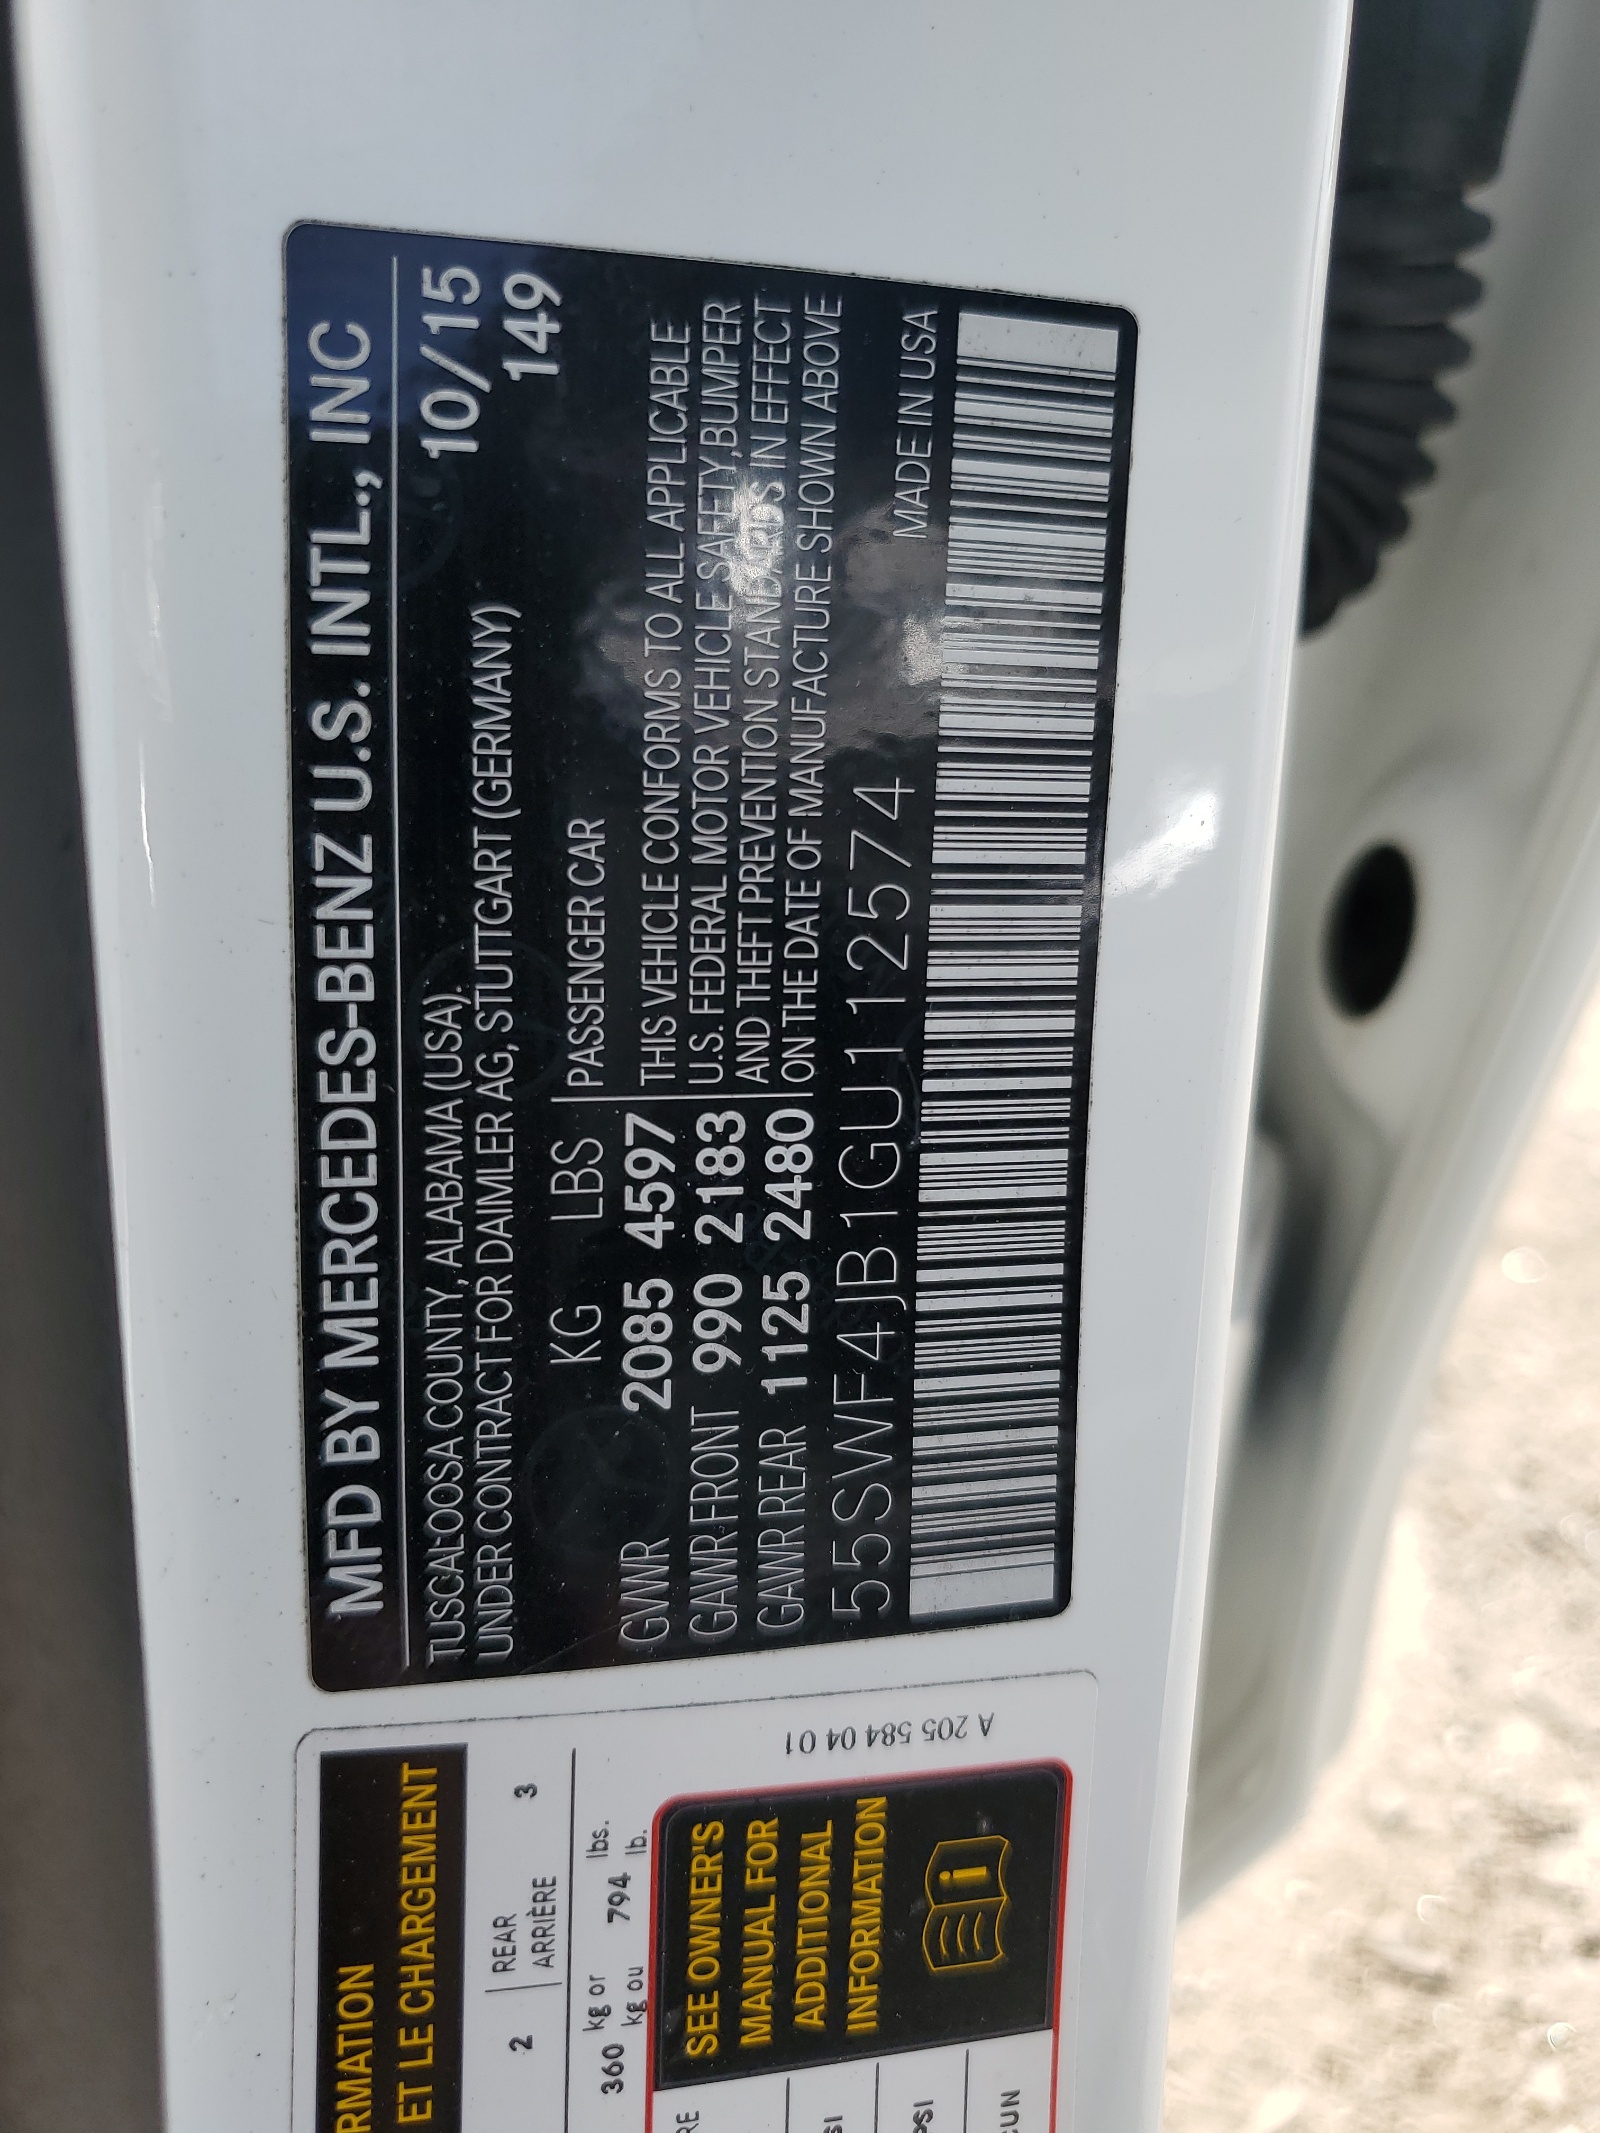 MFD BY MERCEDES-BENZ U.S. INTL., INC
TUSCALOOSA COUNTY, ALABAMA (USA). 10/15
UNDER CONTRACT FOR DAIMLER AG, STUTTGART (GERMANY) 149
KG LBS PASSENGER CAR
GVWR 2085 4597 THIS VEHICLE CONFORMS TO ALL APPLICABLE
GAWR FRONT 990 2183 U.S. FEDERAL MOTOR VEHICLE SAFETY, BUMPER
AND THEFT PREVENTION STANDARDS IN EFFECT
GAWR REAR 1125 2480 ON THE DATE OF MANUFACTURE SHOWN ABOVE
55SWF4JB1GU112574 MADE IN USA
RMATION
ET LE CHARGEMENT
2 REAR 3
ARRIÈRE
360 kg or 794 lbs.
kg ou lb.
SEE OWNER'S
MANUAL FOR
ADDITIONAL
INFORMATION
A 205 584 04 01
RE
SI
PSI
CUN